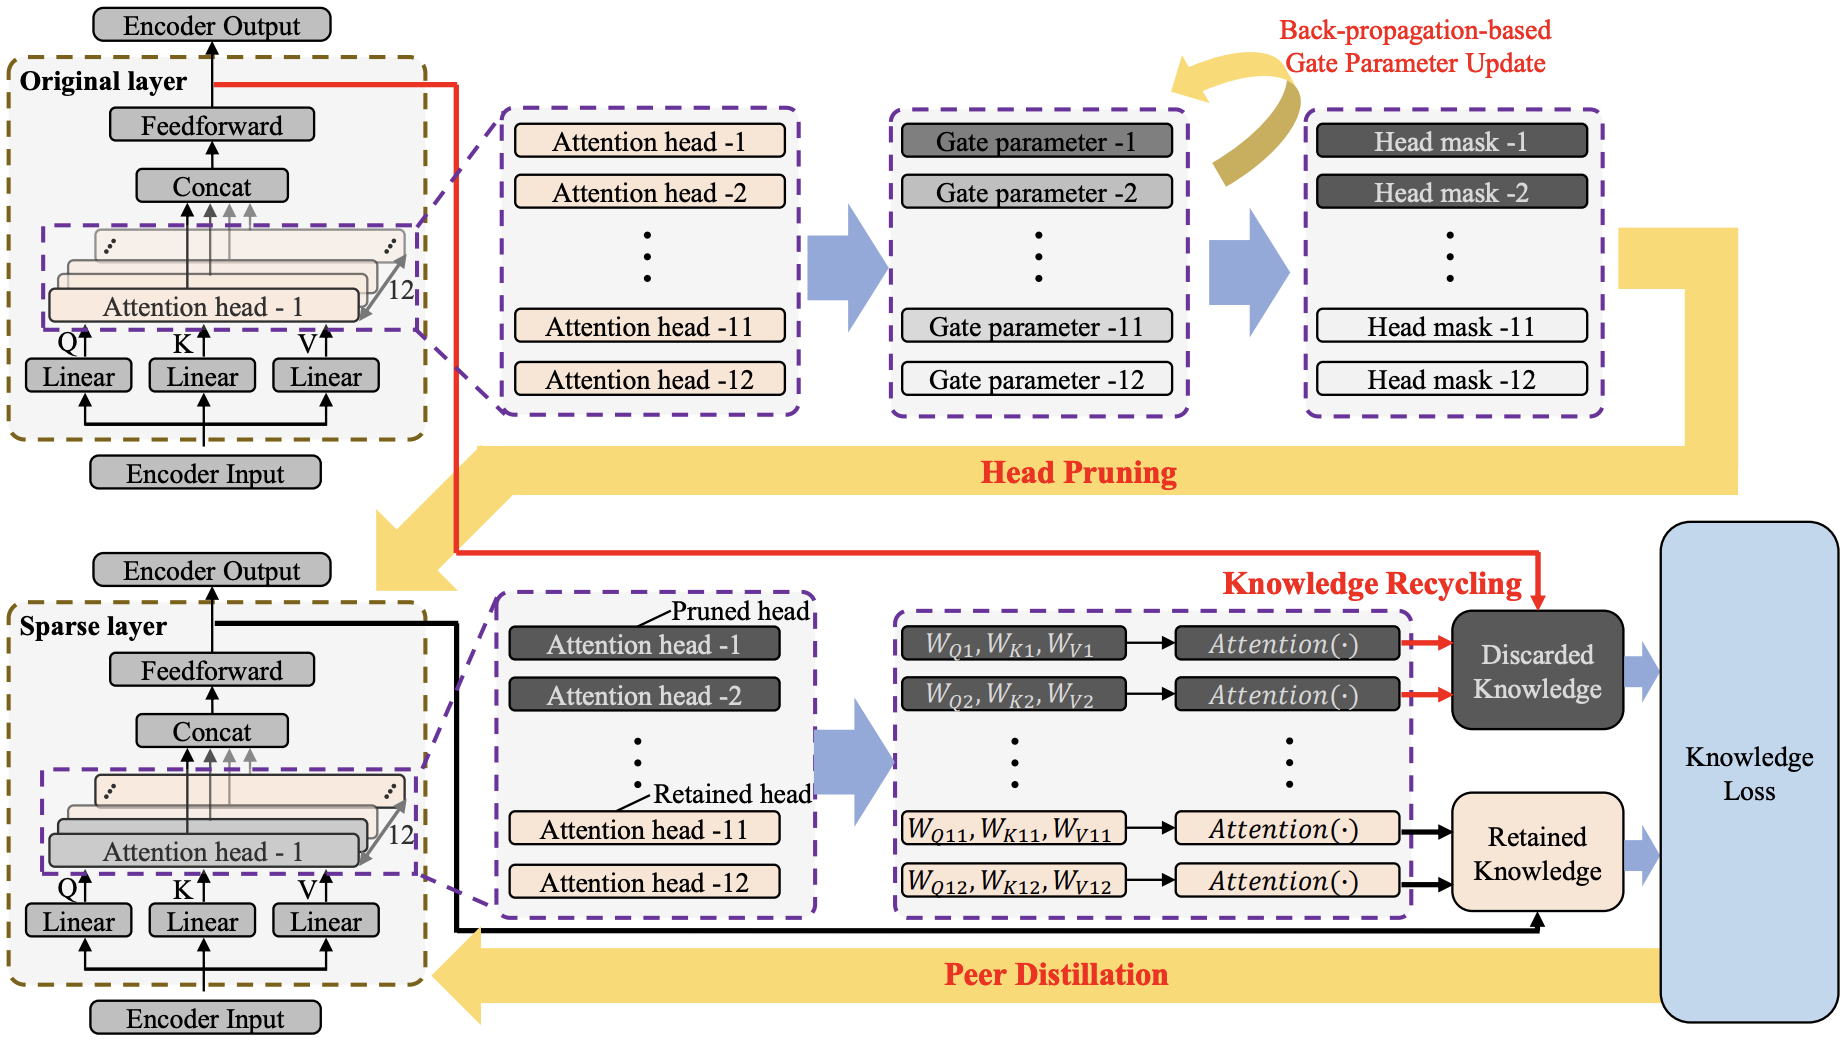 Encoder Output
Original layer
Feedforward
Concat
12
Attention head - 1
Q
K
V
Linear
Linear
Linear
Encoder Input
Attention head -1
Attention head -2
Attention head -11
Attention head -12
Gate parameter -1
Gate parameter -2
Gate parameter -11
Gate parameter -12
Back-propagation-based
Gate Parameter Update
Head mask -1
Head mask -2
Head mask -11
Head mask -12
Head Pruning
Encoder Output
Sparse layer
Feedforward
Concat
12
Attention head - 1
Q
K
V
Linear
Linear
Linear
Encoder Input
Pruned head
Attention head -1
Attention head -2
Retained head
Attention head -11
Attention head -12
Knowledge Recycling
W_{Q1}, W_{K1}, W_{V1}
Attention(·)
W_{Q2}, W_{K2}, W_{V2}
Attention(·)
W_{Q11}, W_{K11}, W_{V11}
Attention(·)
W_{Q12}, W_{K12}, W_{V12}
Attention(·)
Discarded
Knowledge
Retained
Knowledge
Knowledge
Loss
Peer Distillation